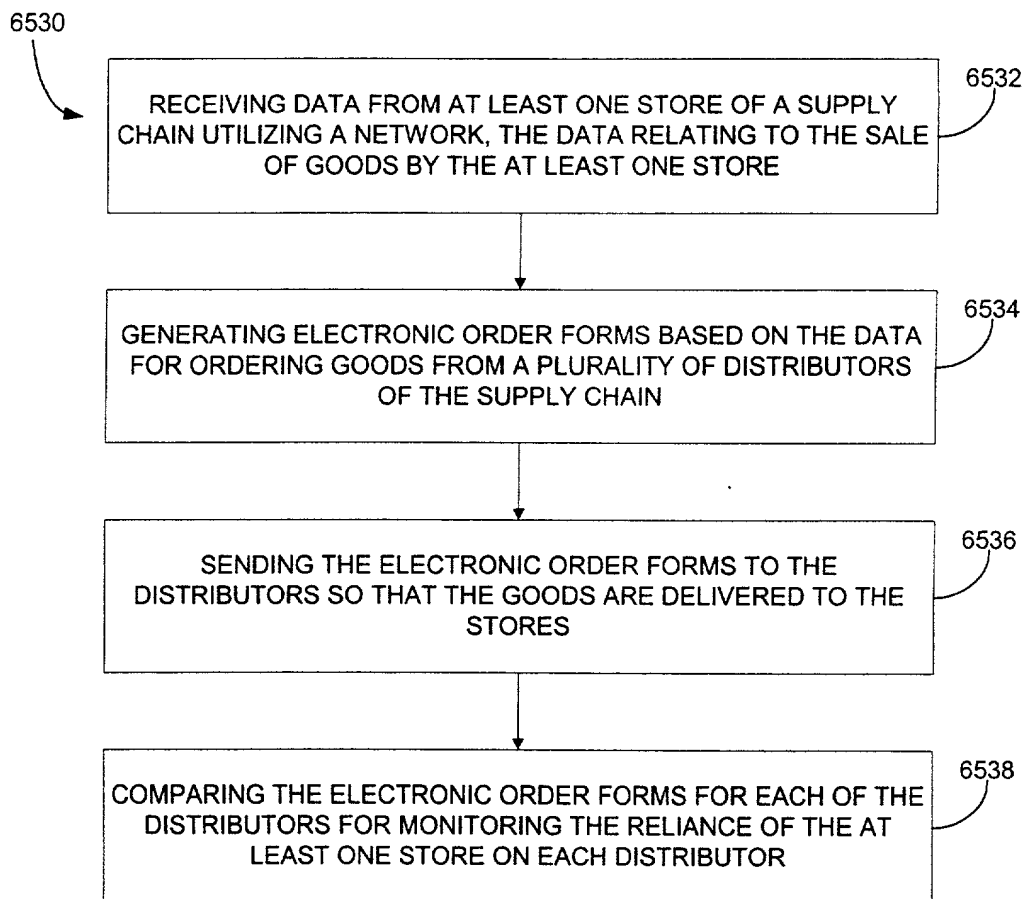 6530
6532
RECEIVING DATA FROM AT LEAST ONE STORE OF A SUPPLY
CHAIN UTILIZING A NETWORK, THE DATA RELATING TO THE SALE
OF GOODS BY THE AT LEAST ONE STORE
6534
GENERATING ELECTRONIC ORDER FORMS BASED ON THE DATA
FOR ORDERING GOODS FROM A PLURALITY OF DISTRIBUTORS
OF THE SUPPLY CHAIN
6536
SENDING THE ELECTRONIC ORDER FORMS TO THE
DISTRIBUTORS SO THAT THE GOODS ARE DELIVERED TO THE
STORES
6538
COMPARING THE ELECTRONIC ORDER FORMS FOR EACH OF THE
DISTRIBUTORS FOR MONITORING THE RELIANCE OF THE AT
LEAST ONE STORE ON EACH DISTRIBUTOR